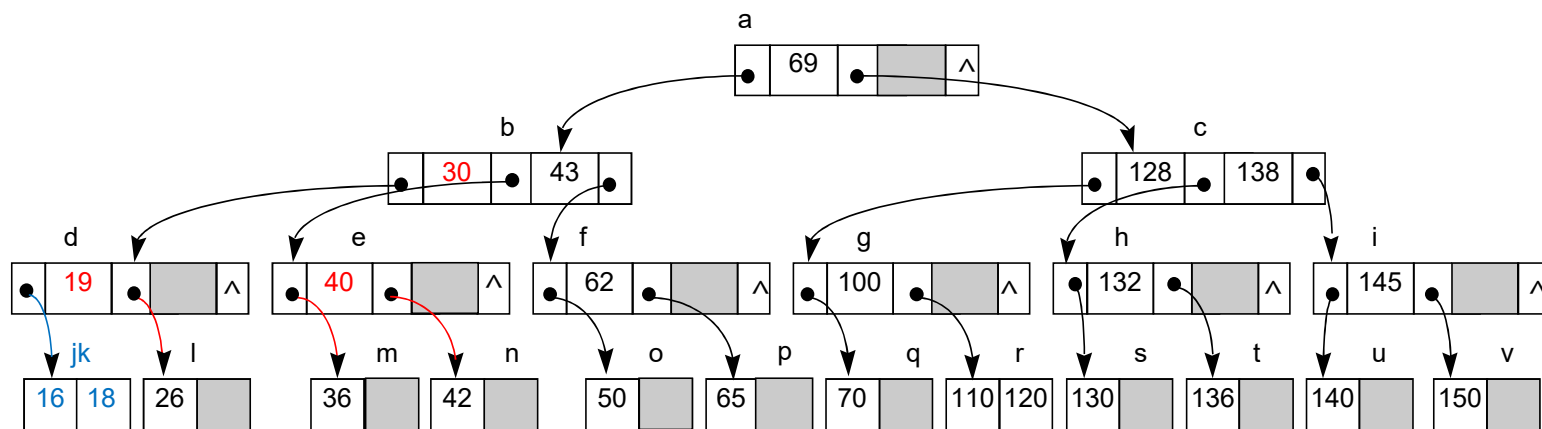 a
69 ^
b c
30 43 128 138
d e f g h i
19 ^ 40 ^ 62 ^ 100 ^ 132 ^ 145 ^
jk l m n o p q r s t u v
16 18 26 36 42 50 65 70 110 120 130 136 140 150